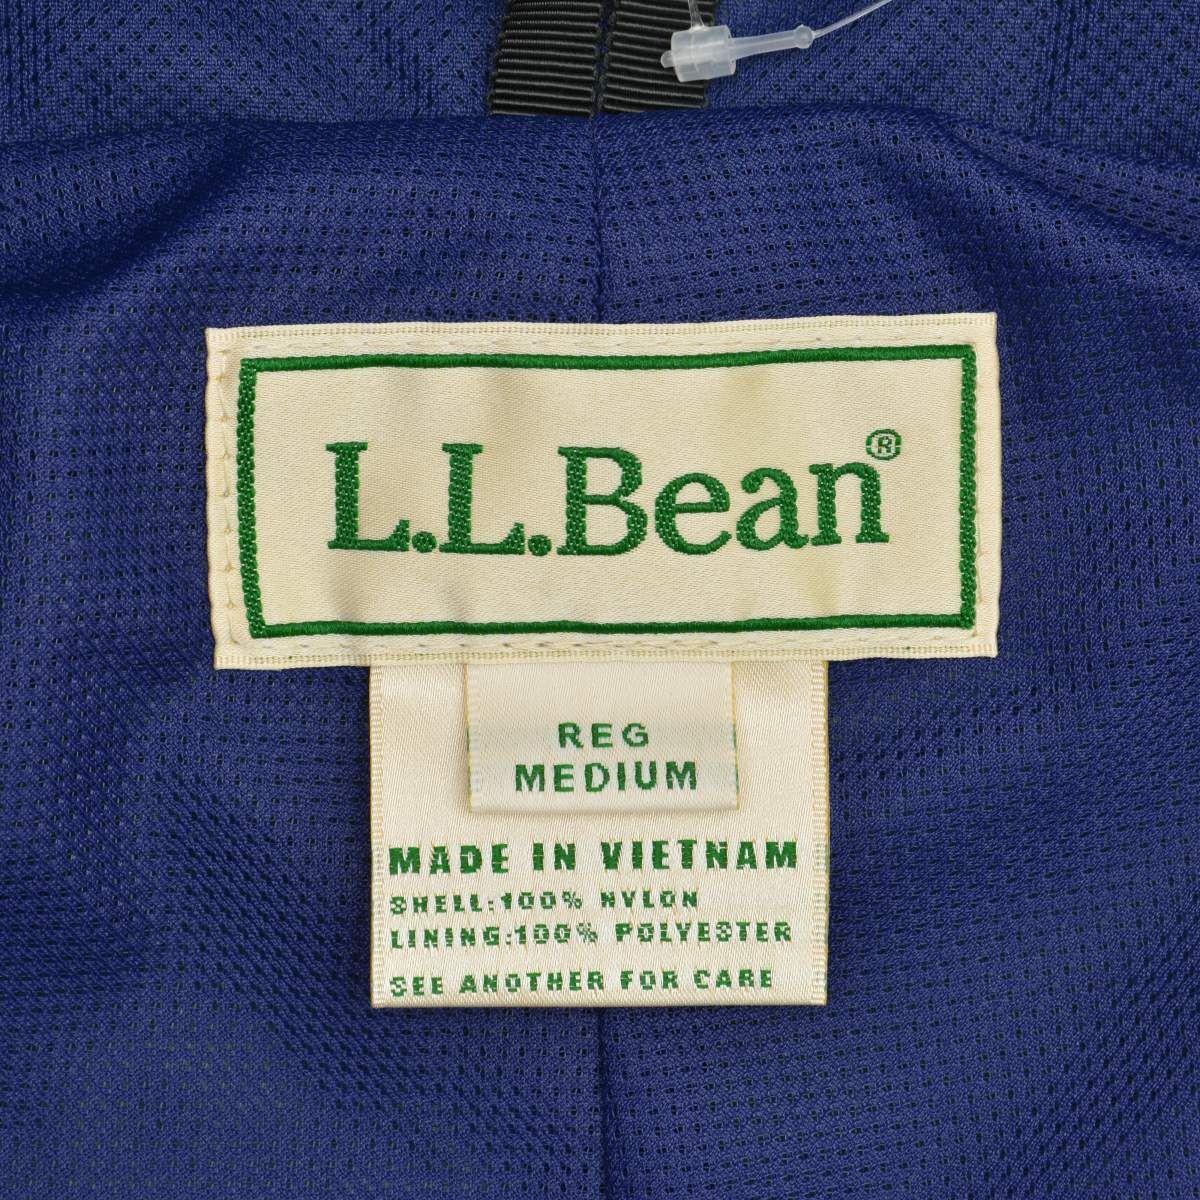 L.L.Bean®
REG
MEDIUM
MADE IN VIETNAM
SHELL:100% NYLON
LINING:100% POLYESTER
SEE ANOTHER FOR CARE